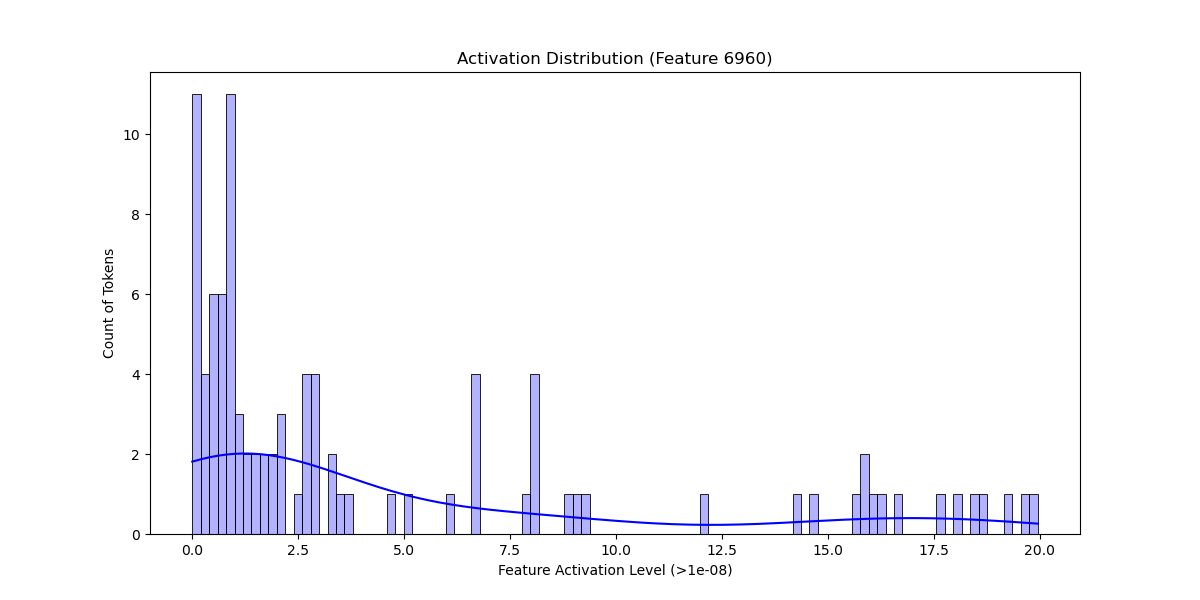 Activation Distribution (Feature 6960)
Count of Tokens
10
8
6
4
2
0
0.0 2.5 5.0 7.5 10.0 12.5 15.0 17.5 20.0
Feature Activation Level (>1e-08)